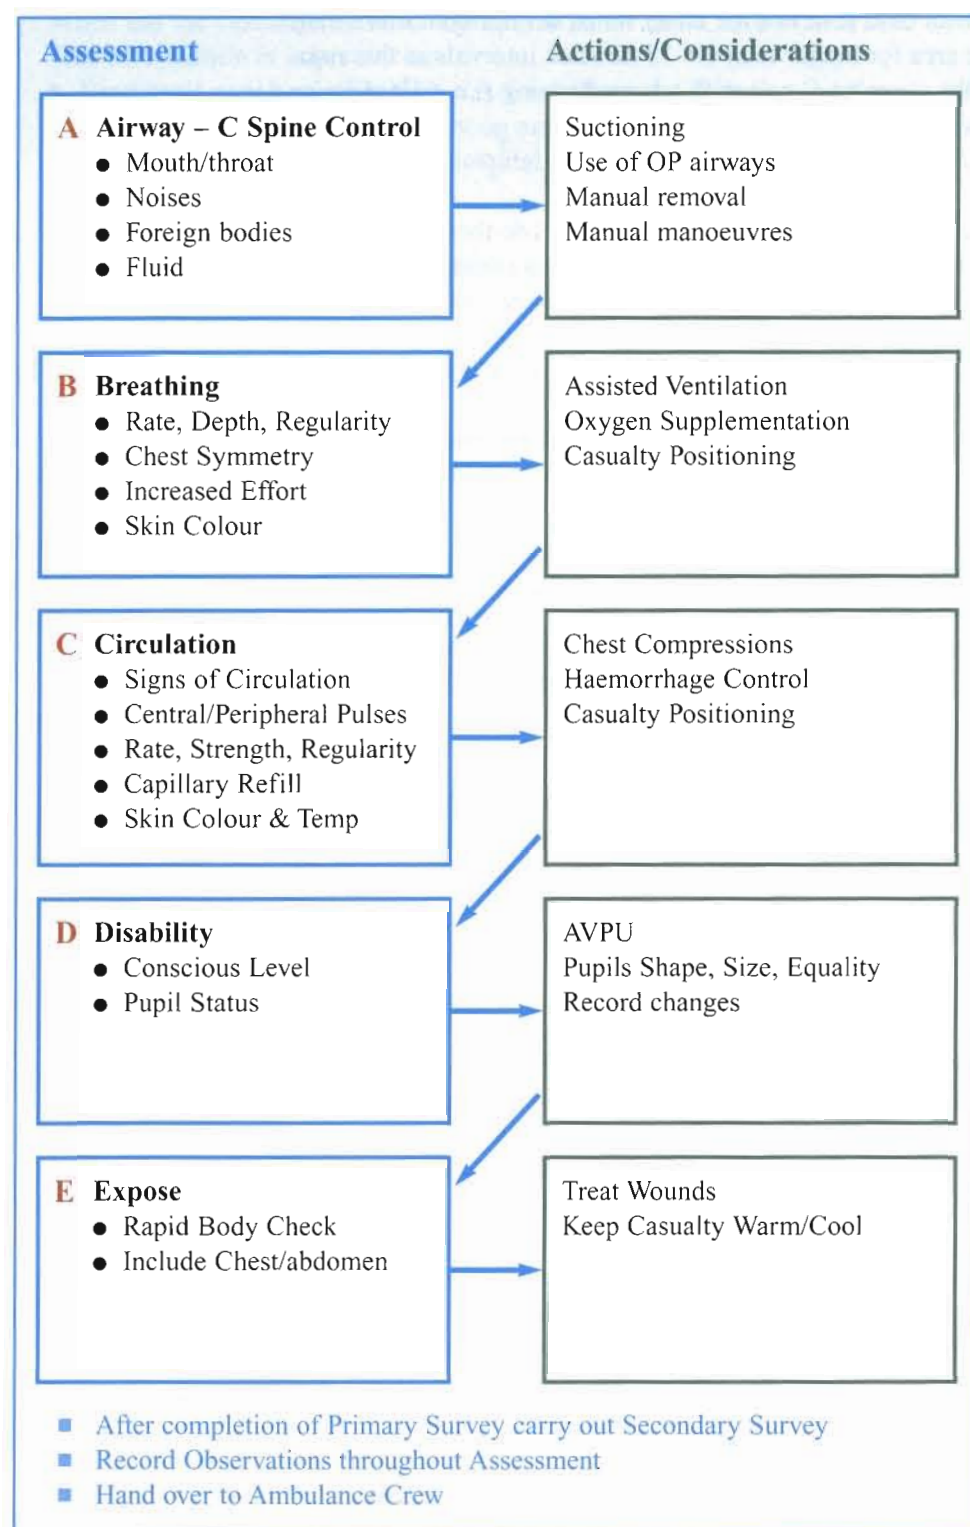 Assessment
Actions/Considerations
A Airway – C Spine Control
● Mouth/throat
● Noises
● Foreign bodies
● Fluid
Suctioning
Use of OP airways
Manual removal
Manual manoeuvres
B Breathing
● Rate, Depth, Regularity
● Chest Symmetry
● Increased Effort
● Skin Colour
Assisted Ventilation
Oxygen Supplementation
Casualty Positioning
C Circulation
● Signs of Circulation
● Central/Peripheral Pulses
● Rate, Strength, Regularity
● Capillary Refill
● Skin Colour & Temp
Chest Compressions
Haemorrhage Control
Casualty Positioning
D Disability
● Conscious Level
● Pupil Status
AVPU
Pupils Shape, Size, Equality
Record changes
E Expose
● Rapid Body Check
● Include Chest/abdomen
Treat Wounds
Keep Casualty Warm/Cool
■ After completion of Primary Survey carry out Secondary Survey
■ Record Observations throughout Assessment
■ Hand over to Ambulance Crew